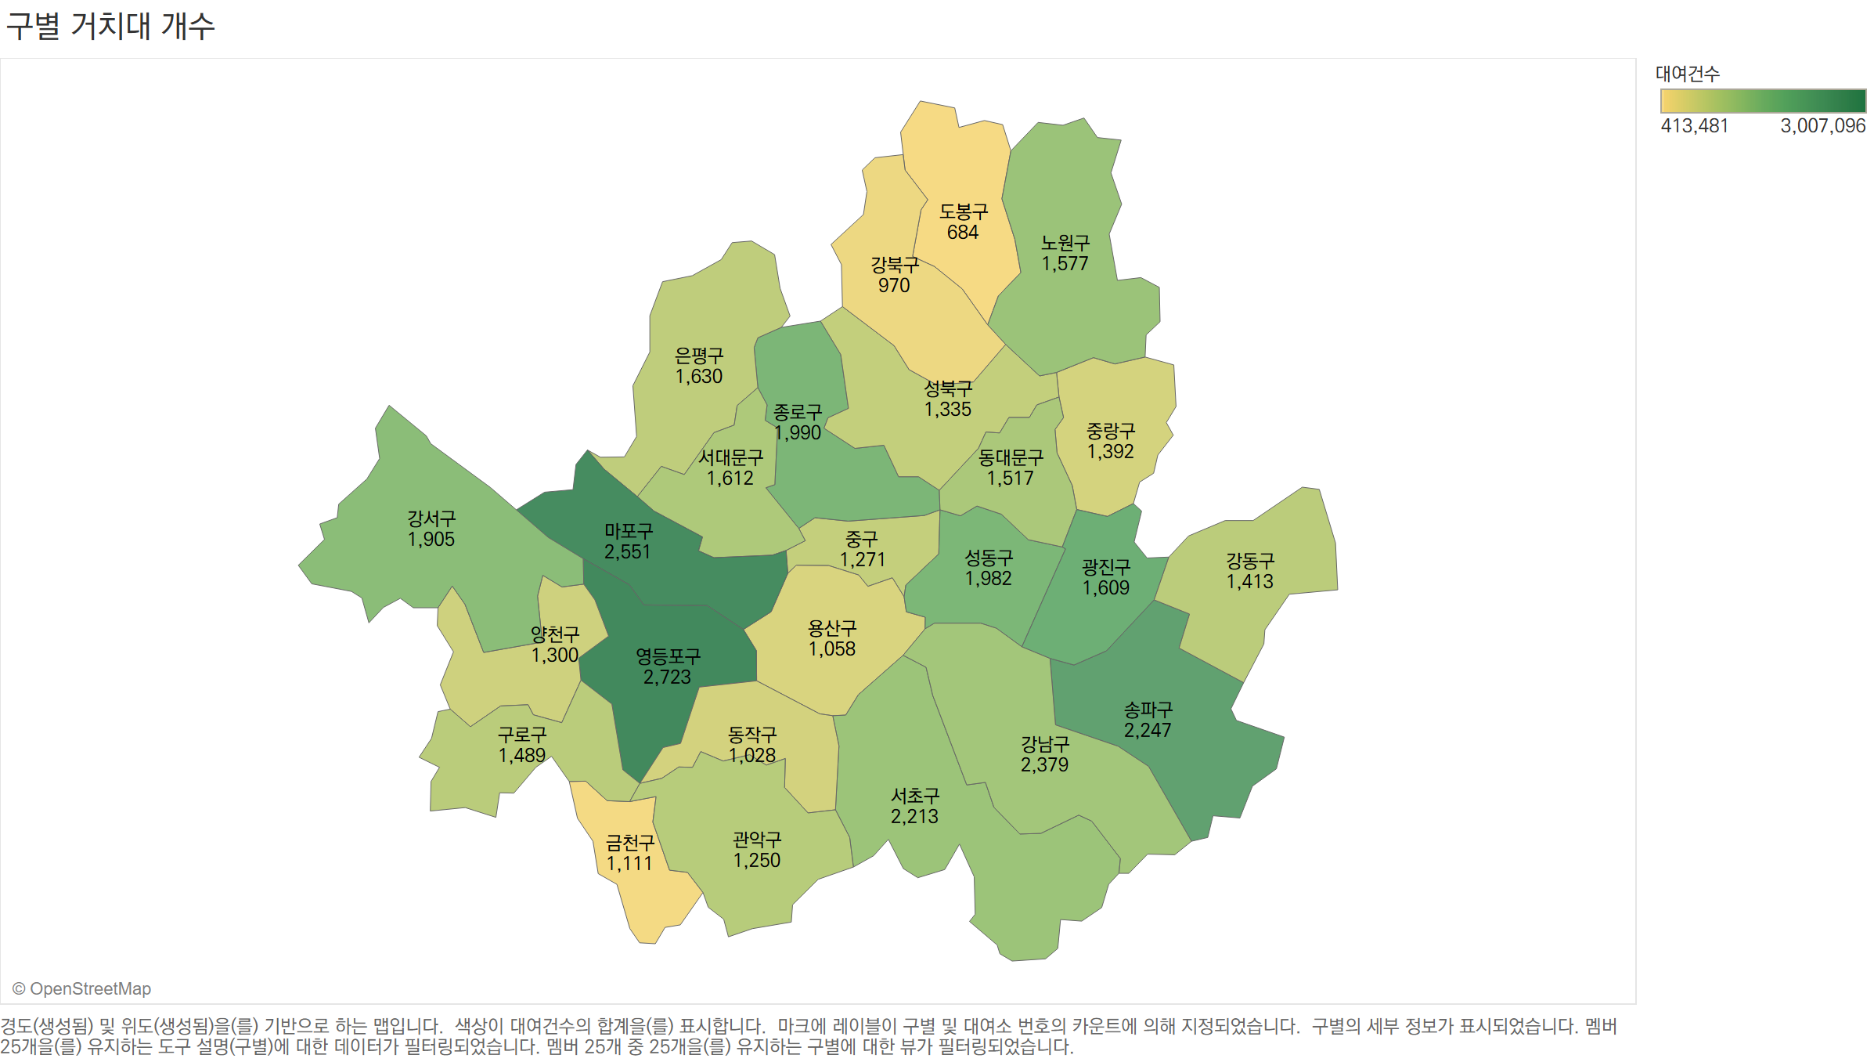 구별 거치대 개수
대여건수
413,481 3,007,096
도봉구
684
노원구
1,577
강북구
970
은평구
1,630
성북구
1,335
종로구
1,990
중랑구
1,392
서대문구
1,612
동대문구
1,517
강서구
1,905
마포구
2,551
중구
1,271
성동구
1,982
광진구
1,609
강동구
1,413
양천구
1,300
용산구
1,058
영등포구
2,723
송파구
2,247
구로구
1,489
동작구
1,028
강남구
2,379
서초구
2,213
금천구
1,111
관악구
1,250
© OpenStreetMap
경도(생성됨) 및 위도(생성됨)을(를) 기반으로 하는 맵입니다.  색상이 대여건수의 합계을(를) 표시합니다.  마크에 레이블이 구별 및 대여소 번호의 카운트에 의해 지정되었습니다.  구별의 세부 정보가 표시되었습니다. 멤버
25개을(를) 유지하는 도구 설명(구별)에 대한 데이터가 필터링되었습니다. 멤버 25개 중 25개을(를) 유지하는 구별에 대한 뷰가 필터링되었습니다.